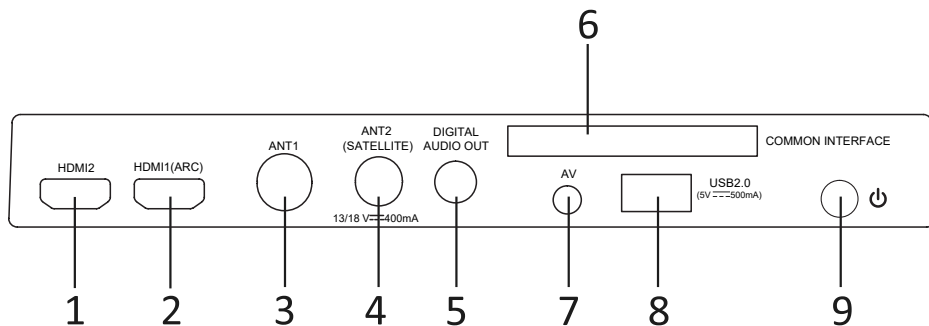 6
HDMI2
HDMI1(ARC)
ANT1
ANT2
(SATELLITE)
13/18 V⎓400mA
DIGITAL
AUDIO OUT
COMMON INTERFACE
AV
USB2.0
(5V⎓500mA)
1 2 3 4 5 7 8 9